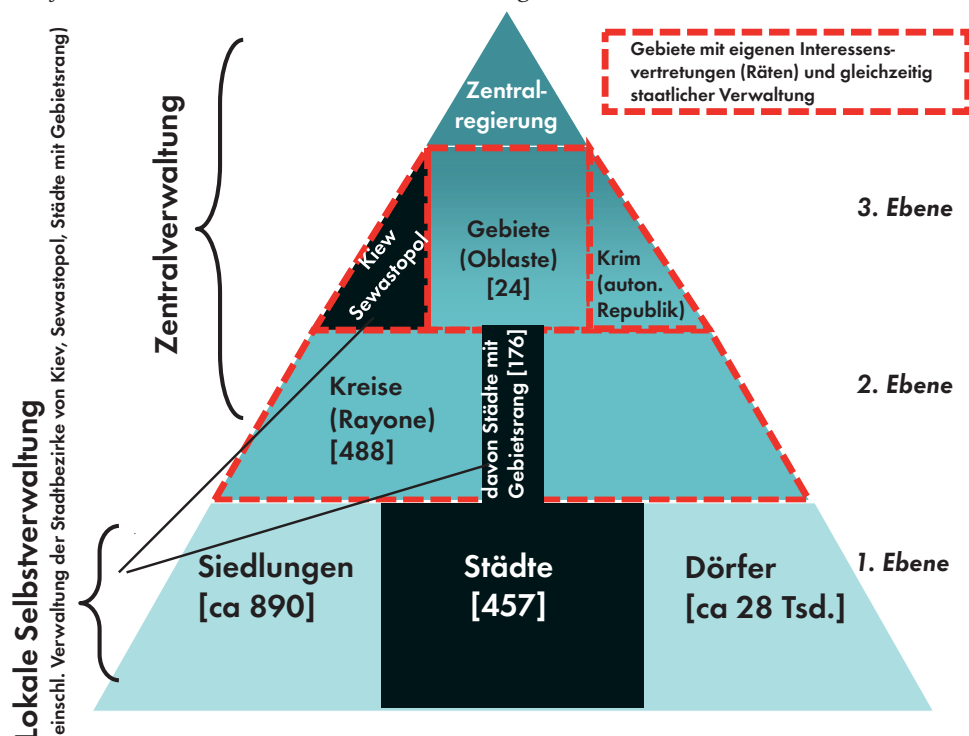 Zentral-
regierung
Gebiete mit eigenen Interessens-
vertretungen (Räten) und gleichzeitig
staatlicher Verwaltung
3. Ebene
Kiew
Sewastopol
Gebiete
(Oblaste)
[24]
Krim
(auton.
Republik)
2. Ebene
Kreise
(Rayone)
[488]
davon Städte mit
Gebietsrang [176]
1. Ebene
Siedlungen
[ca 890]
Städte
[457]
Dörfer
[ca 28 Tsd.]
Zentralverwaltung
Lokale Selbstverwaltung
einschl. Verwaltung der Stadtbezirke von Kiev, Sewastopol, Städte mit Gebietsrang)